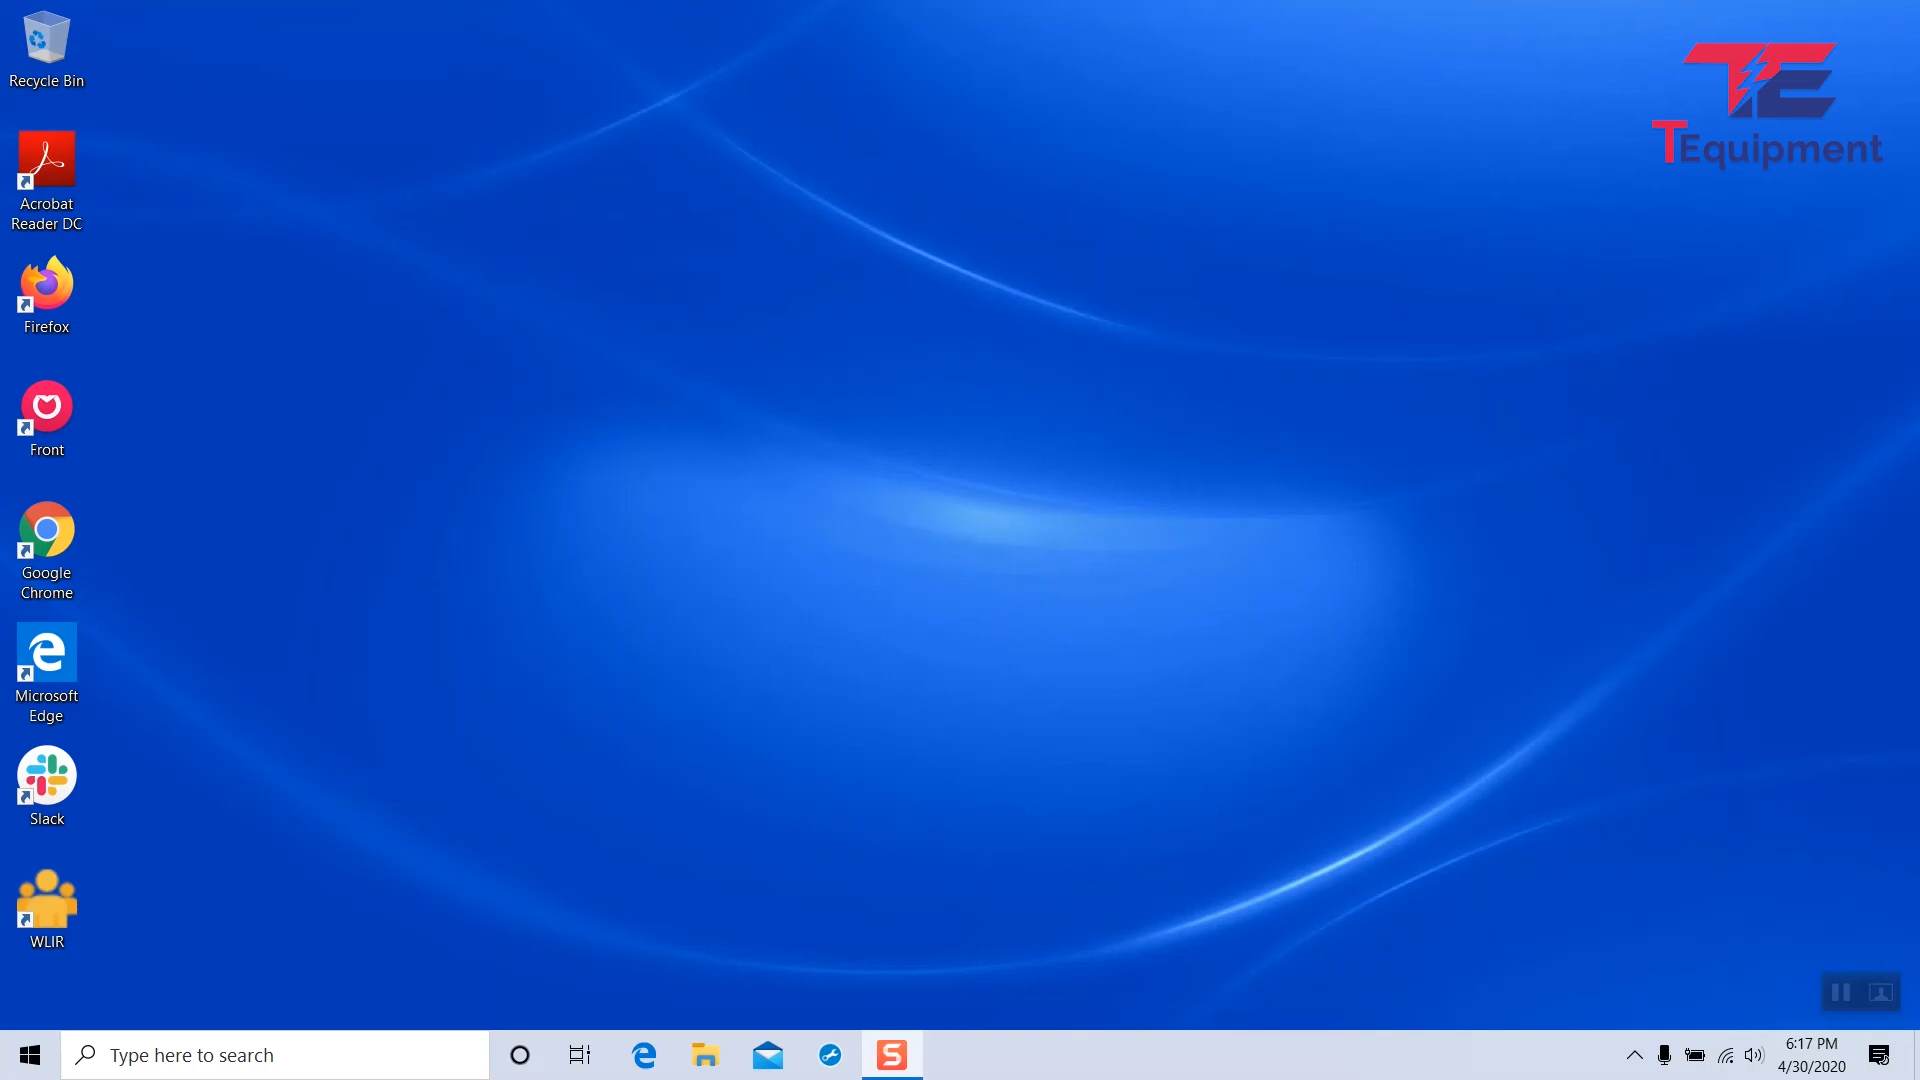 Recycle Bin
TE
TEquipment
Acrobat
Reader DC
Firefox
Front
Google
Chrome
Microsoft
Edge
Slack
WLIR
Type here to search
6:17 PM
4/30/2020